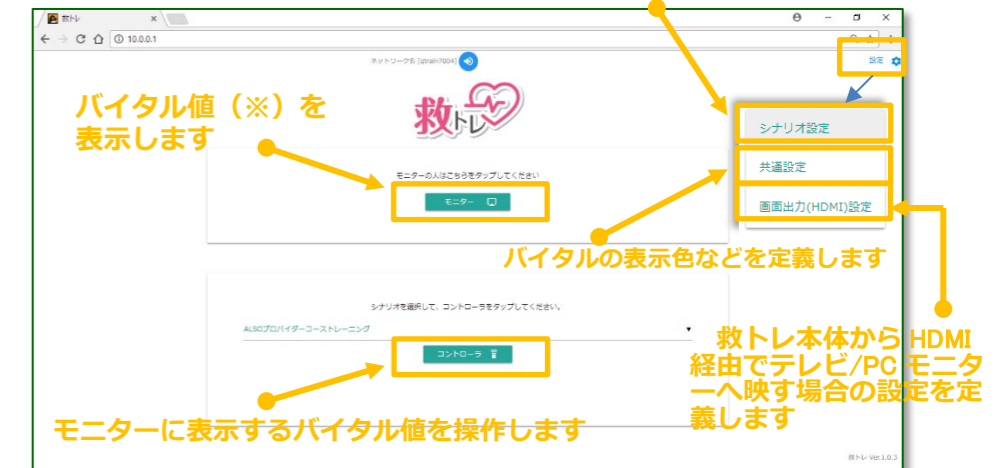 救トレ
10.0.0.1
ネットワーク名 [qtrain7004]
設定
救トレ
バイタル値（※）を
表示します
モニターの人はこちらをタップしてください
モニター
シナリオ設定
共通設定
画面出力(HDMI)設定
バイタルの表示色などを定義します
シナリオを選択して、コントローラをタップしてください。
ALSOプロバイダーコーストレーニング
コントローラ
救トレ本体から HDMI
経由でテレビ/PC モニタ
ーへ映す場合の設定を定
義します
モニターに表示するバイタル値を操作します
救トレ Ver.1.0.3